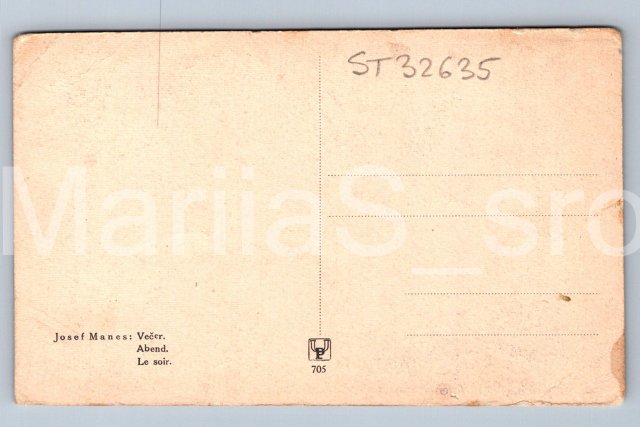 ST32635
MariiaS_sro
Josef Manes: Večer.
Abend.
Le soir.
P
705